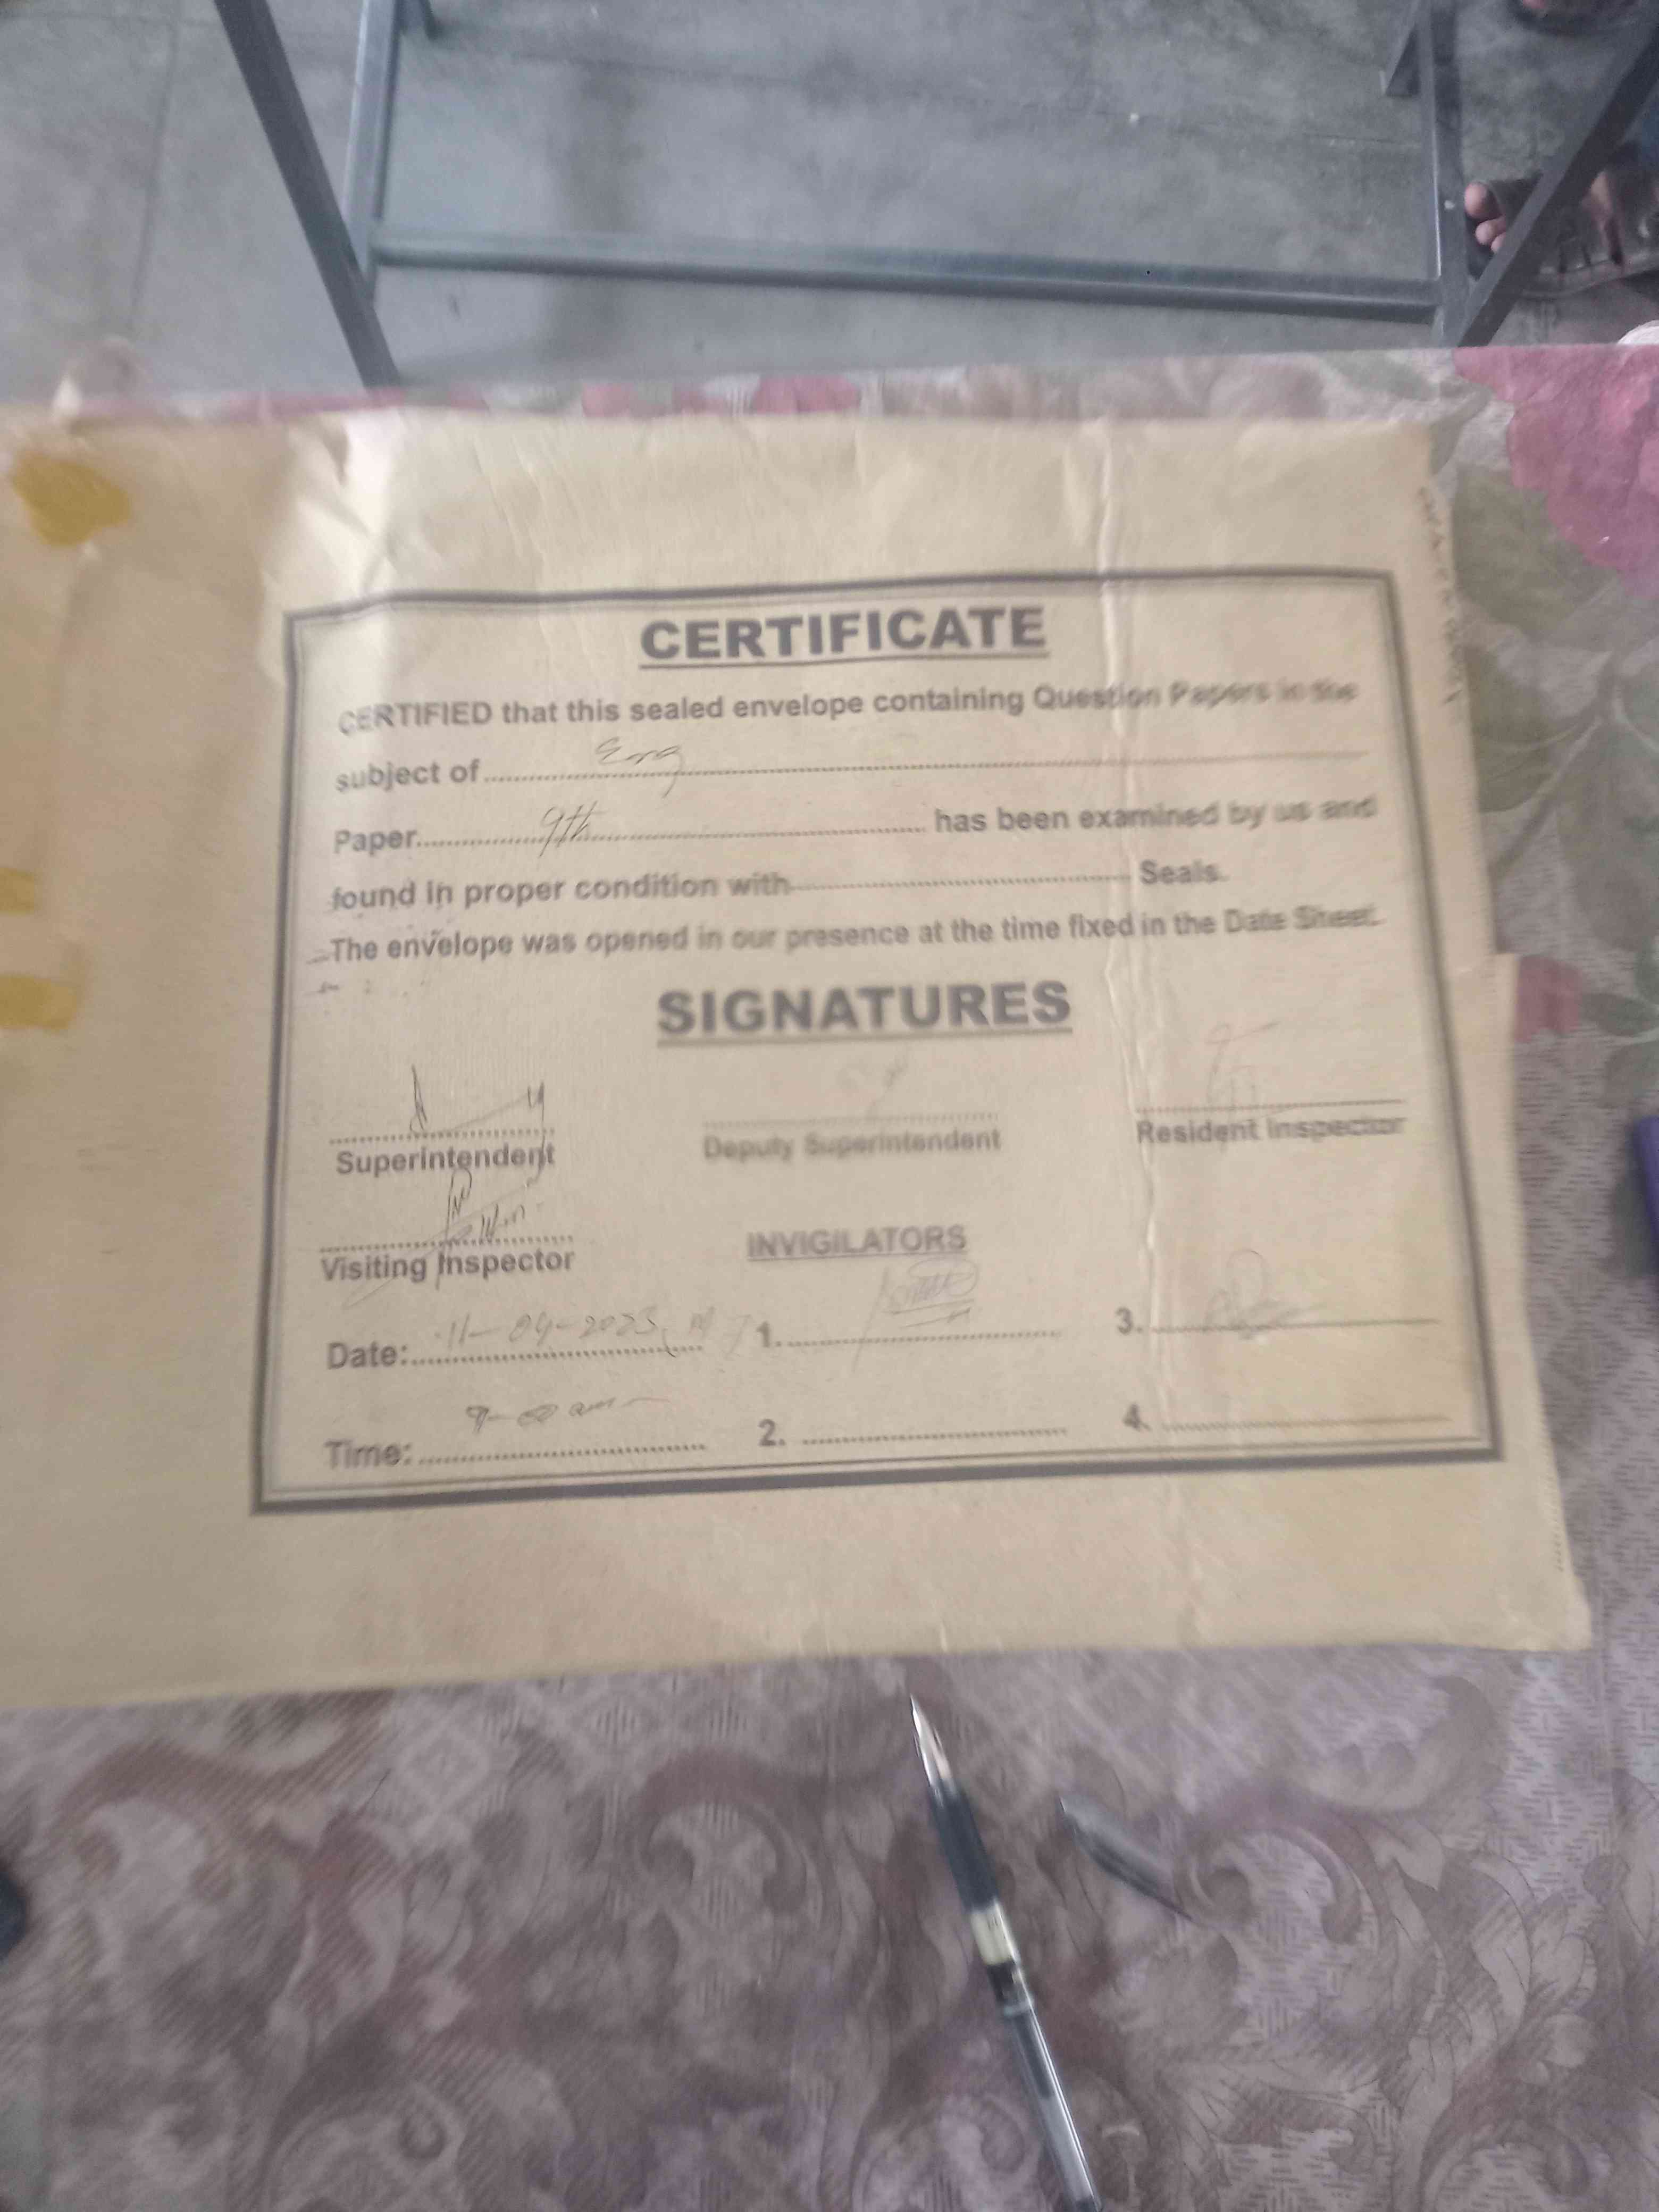 CERTIFICATE
CERTIFIED that this sealed envelope containing Question Papers in the
subject of Eng
Paper 9th has been examined by us and
found in proper condition with Seals.
The envelope was opened in our presence at the time fixed in the Date Sheet.
SIGNATURES
Superintendent Deputy Superintendent Resident Inspector
Visiting Inspector INVIGILATORS
Date: 11-04-2023 1. 3.
Time: 9-00 am 2. 4.